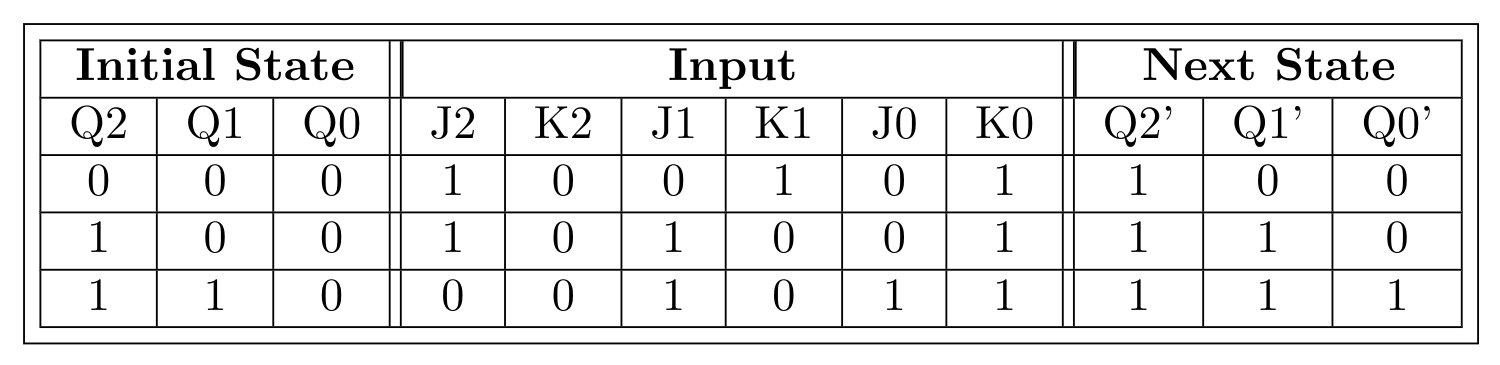 Initial State Input Next State
Q2 Q1 Q0 J2 K2 J1 K1 J0 K0 Q2' Q1' Q0'
0 0 0 1 0 0 1 0 1 1 0 0
1 0 0 1 0 1 0 0 1 1 1 0
1 1 0 0 0 1 0 1 1 1 1 1